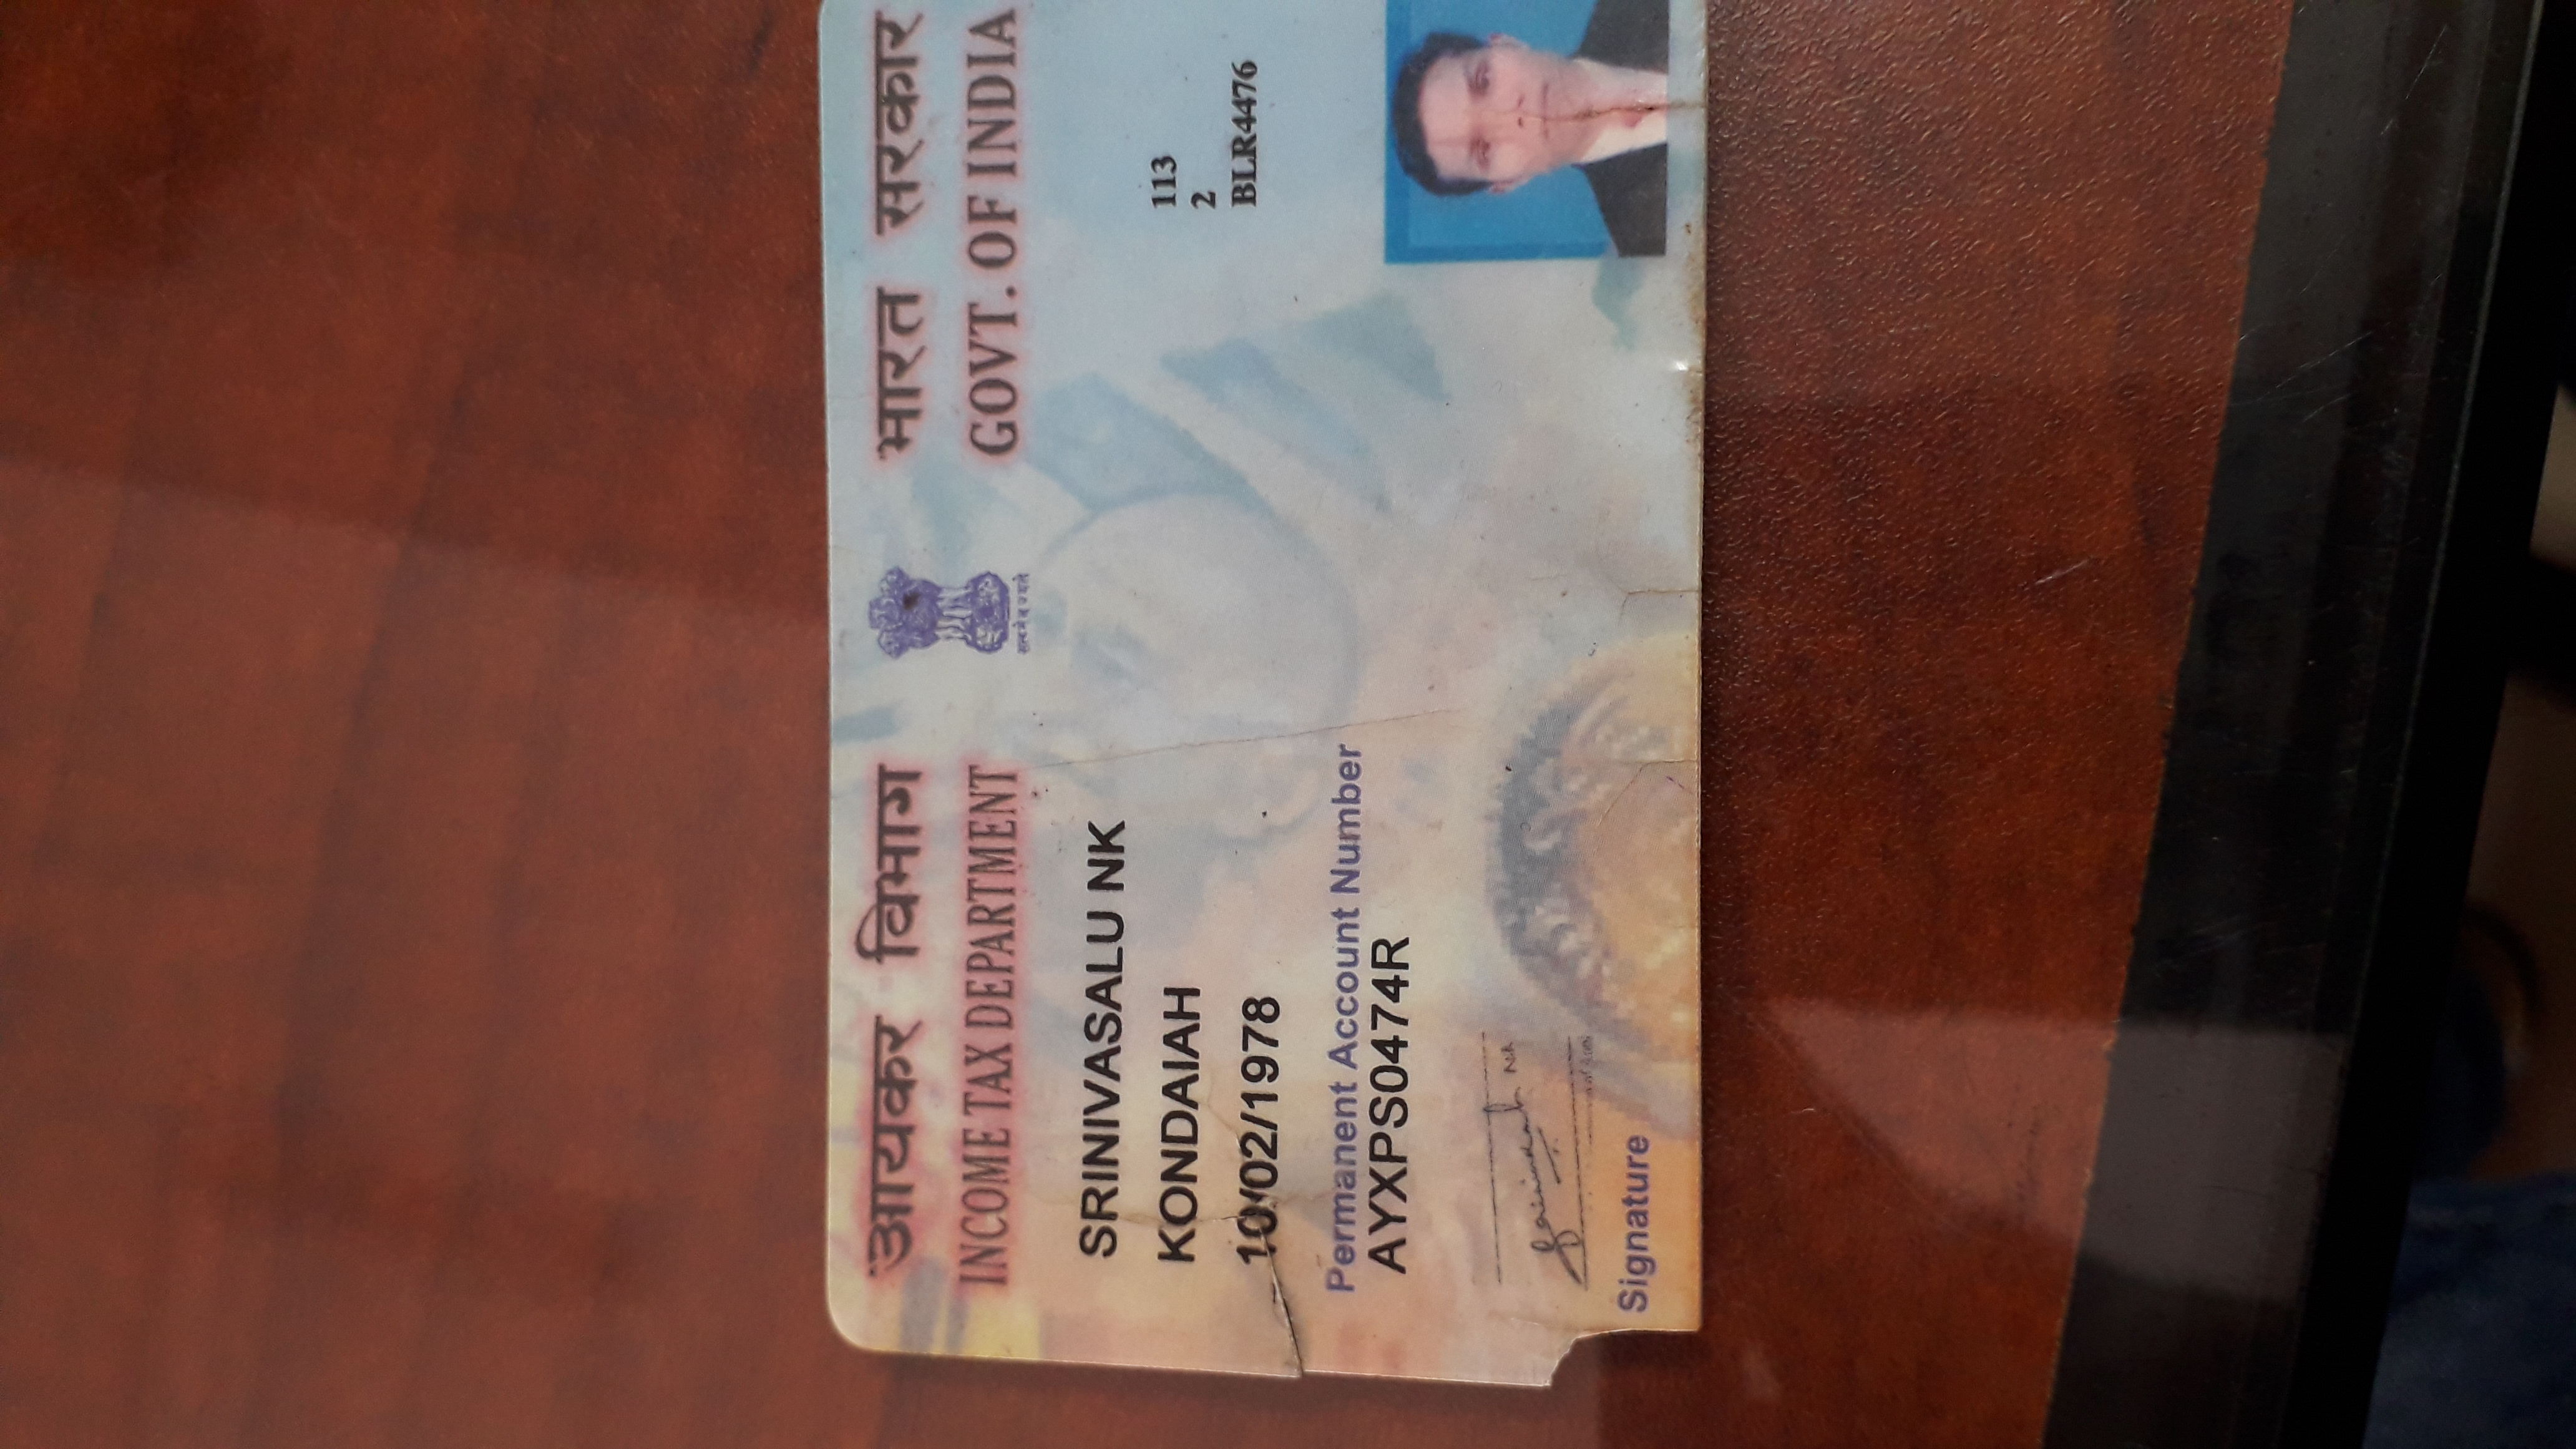 आयकर विभाग
भारत सरकार
INCOME TAX DEPARTMENT
GOVT. OF INDIA
सत्यमेव जयते
SRINIVASALU NK
KONDAIAH
10/02/1978
Permanent Account Number
AYXPS0474R
113
2
BLR4476
NK
Signature